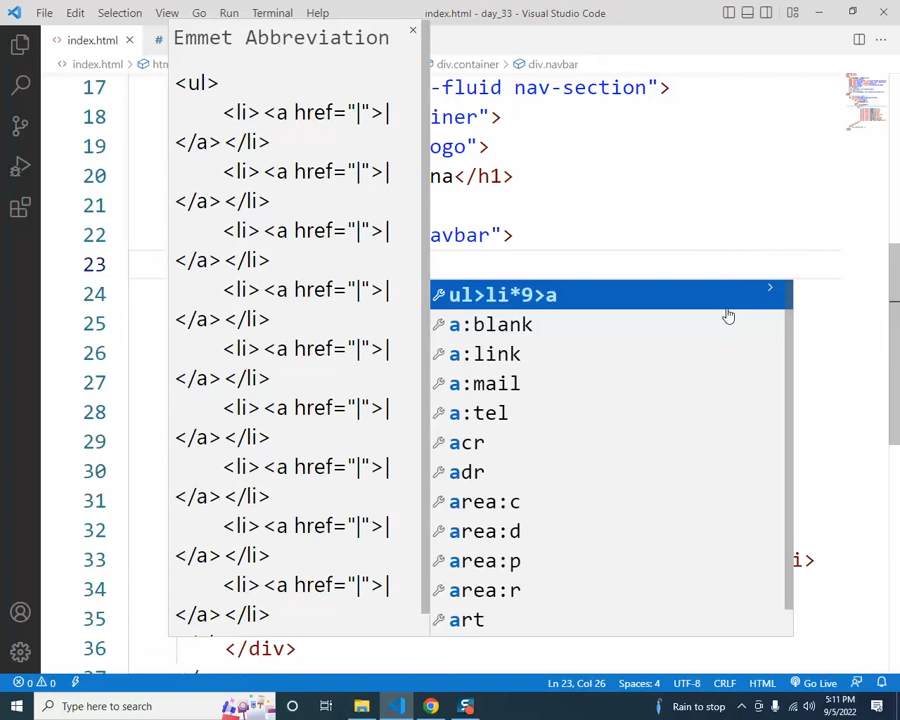 File Edit Selection View Go Run Terminal Help index.html - day_33 - Visual Studio Code
index.html
index.html
div.container div.navbar
Emmet Abbreviation
<ul>
<li><a href="|">|
</a></li>
<li><a href="|">|
</a></li>
<li><a href="|">|
</a></li>
<li><a href="|">|
</a></li>
<li><a href="|">|
</a></li>
<li><a href="|">|
</a></li>
<li><a href="|">|
</a></li>
<li><a href="|">|
</a></li>
<li><a href="|">|
</a></li>
17 -fluid nav-section">
18 iner">
19 ogo">
20 na</h1>
21
22 avbar">
23
24
25
26
27
28
29
30
31
32
33 i>
34
35
36 </div>
ul>li*9>a
a:blank
a:link
a:mail
a:tel
acr
adr
area:c
area:d
area:p
area:r
art
0 0 Ln 23, Col 26 Spaces: 4 UTF-8 CRLF HTML Go Live
Type here to search Rain to stop 5:11 PM
9/5/2022